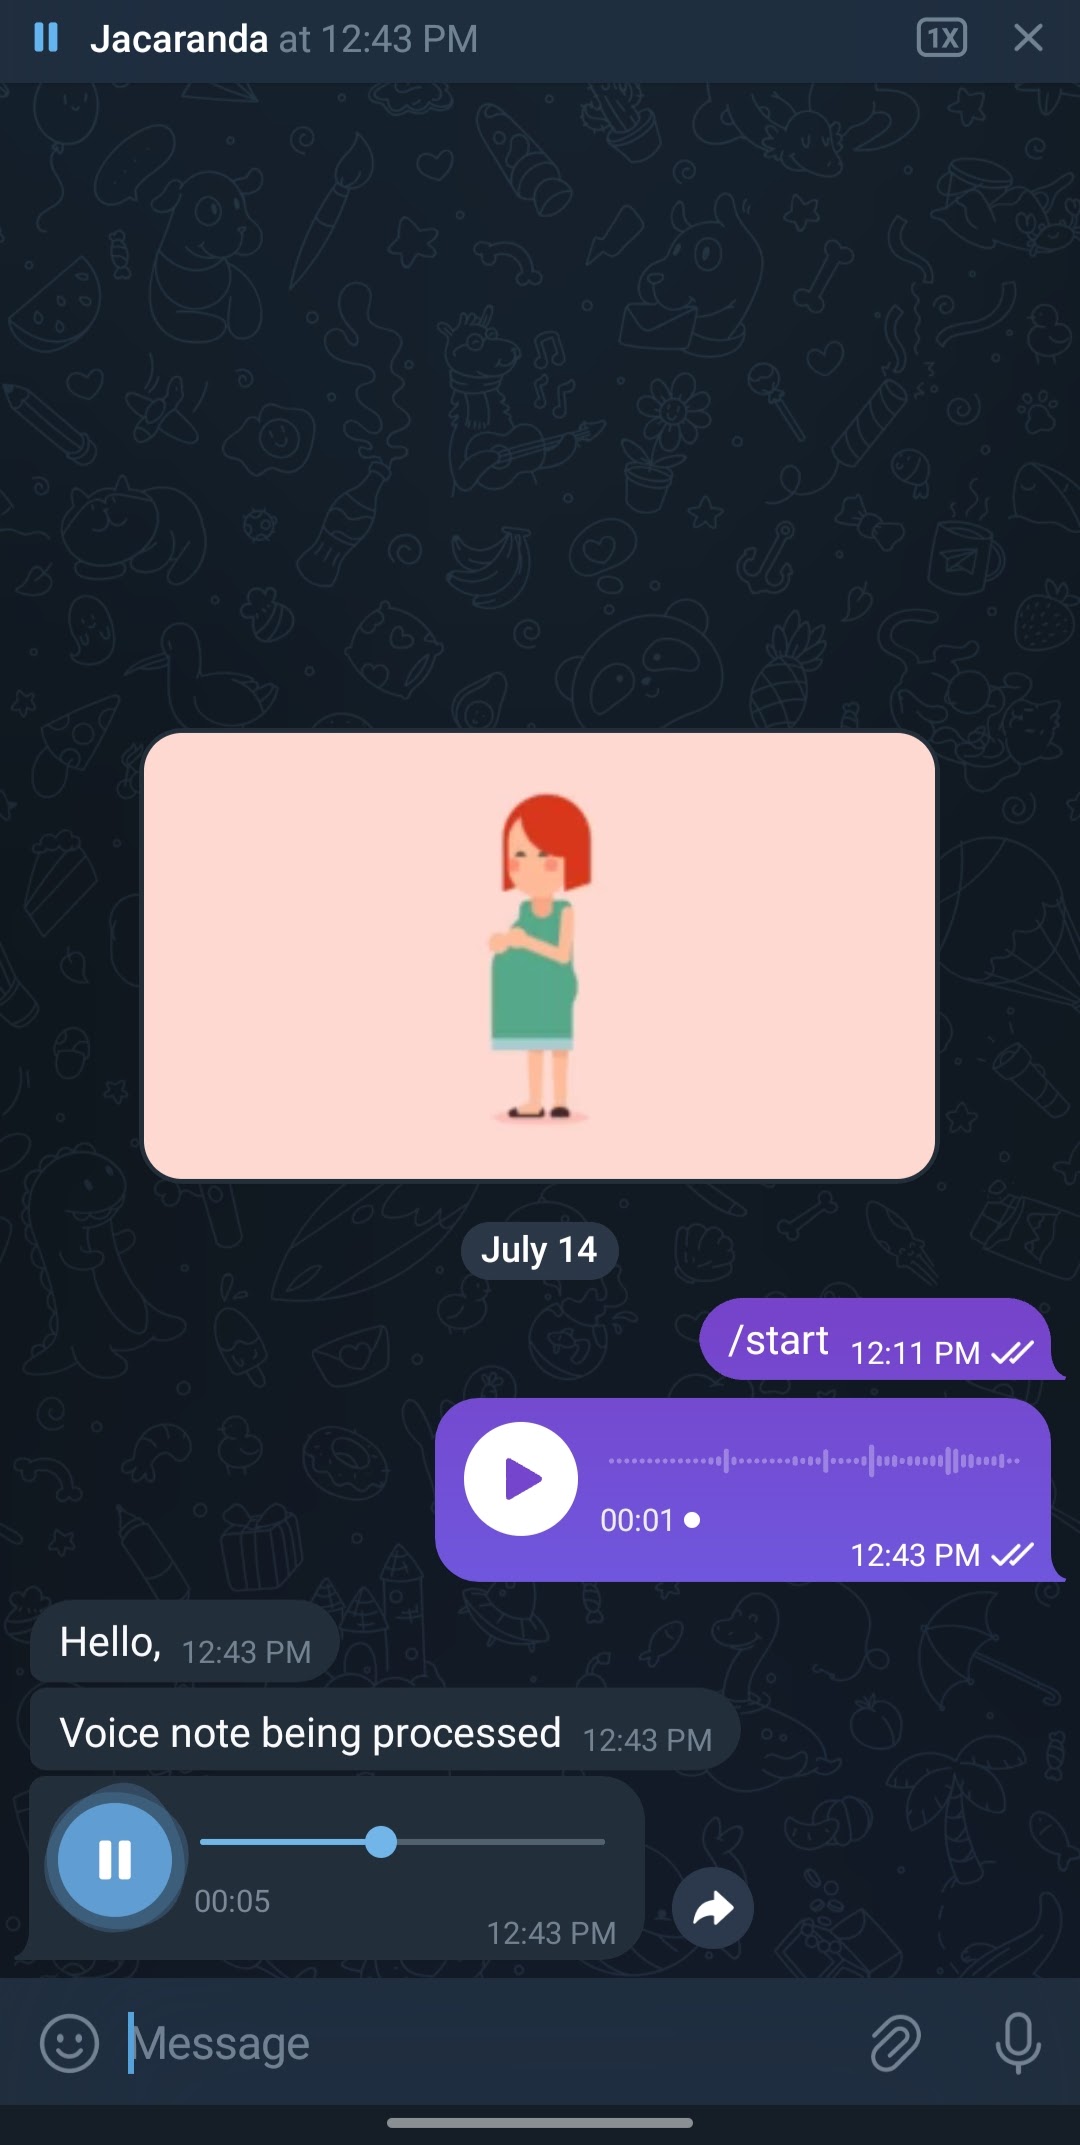 Jacaranda at 12:43 PM
1X
July 14
/start 12:11 PM
00:01
12:43 PM
Hello, 12:43 PM
Voice note being processed 12:43 PM
00:05
12:43 PM
Message